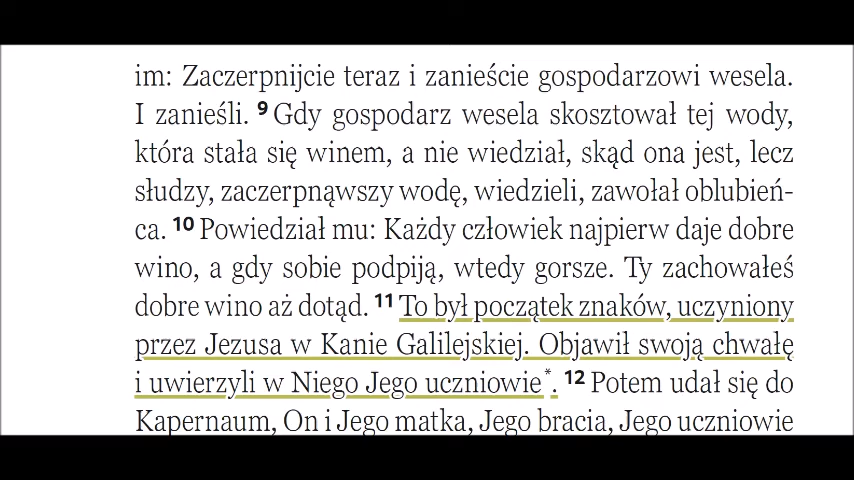 im: Zaczerpnijcie teraz i zanieście gospodarzowi wesela.
I zanieśli. 9 Gdy gospodarz wesela skosztował tej wody,
która stała się winem, a nie wiedział, skąd ona jest, lecz
słudzy, zaczerpnąwszy wodę, wiedzieli, zawołał oblubień-
ca. 10 Powiedział mu: Każdy człowiek najpierw daje dobre
wino, a gdy sobie podpiją, wtedy gorsze. Ty zachowałeś
dobre wino aż dotąd. 11 To był początek znaków, uczyniony
przez Jezusa w Kanie Galilejskiej. Objawił swoją chwałę
i uwierzyli w Niego Jego uczniowie*. 12 Potem udał się do
Kapernaum, On i Jego matka, Jego bracia, Jego uczniowie